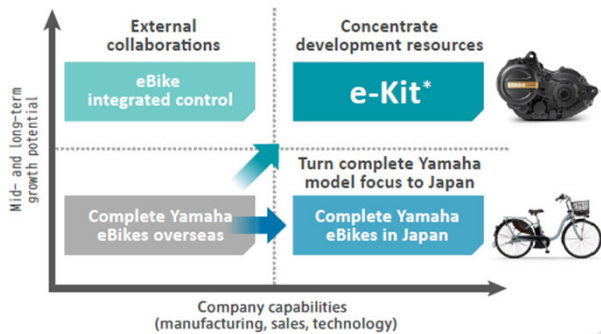 External
collaborations
Concentrate
development resources
eBike
integrated control
e-Kit*
Mid- and long-term
growth potential
Turn complete Yamaha
model focus to Japan
Complete Yamaha
eBikes overseas
Complete Yamaha
eBikes in Japan
Company capabilities
(manufacturing, sales, technology)